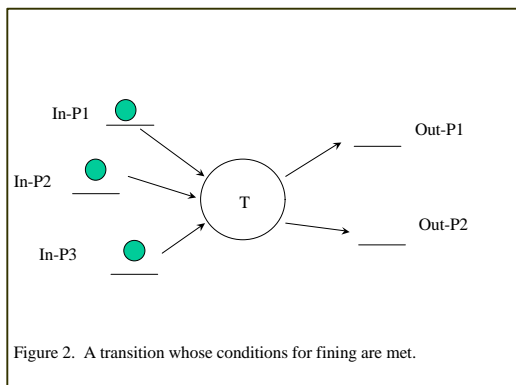 In-P1
Out-P1
In-P2
T
Out-P2
In-P3
Figure 2. A transition whose conditions for fining are met.